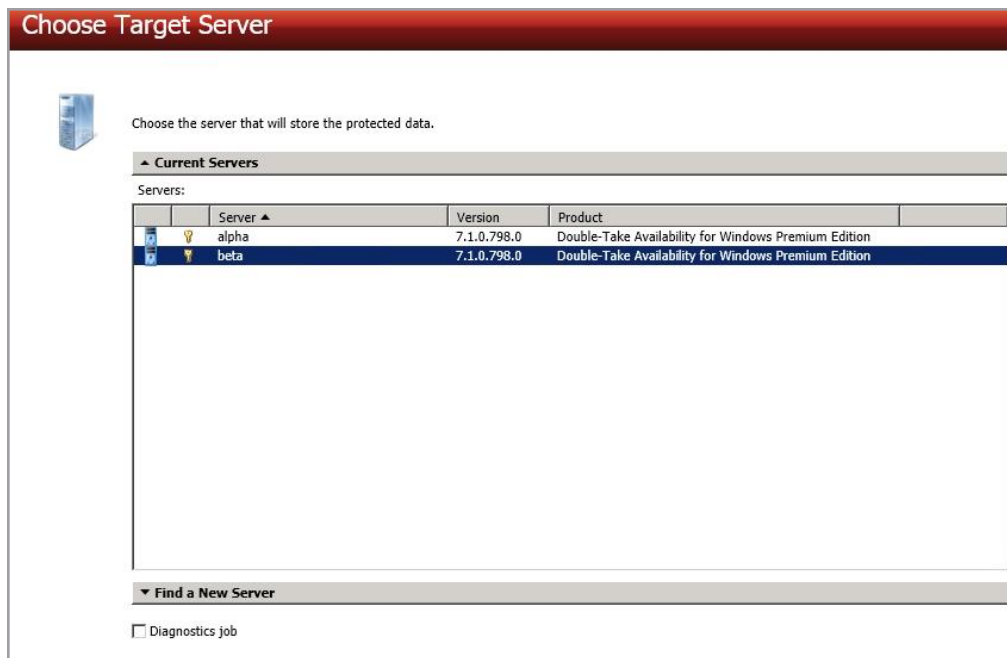 Choose Target Server
Choose the server that will store the protected data.
Current Servers
Servers:
Server Version Product
alpha 7.1.0.798.0 Double-Take Availability for Windows Premium Edition
beta 7.1.0.798.0 Double-Take Availability for Windows Premium Edition
Find a New Server
Diagnostics job